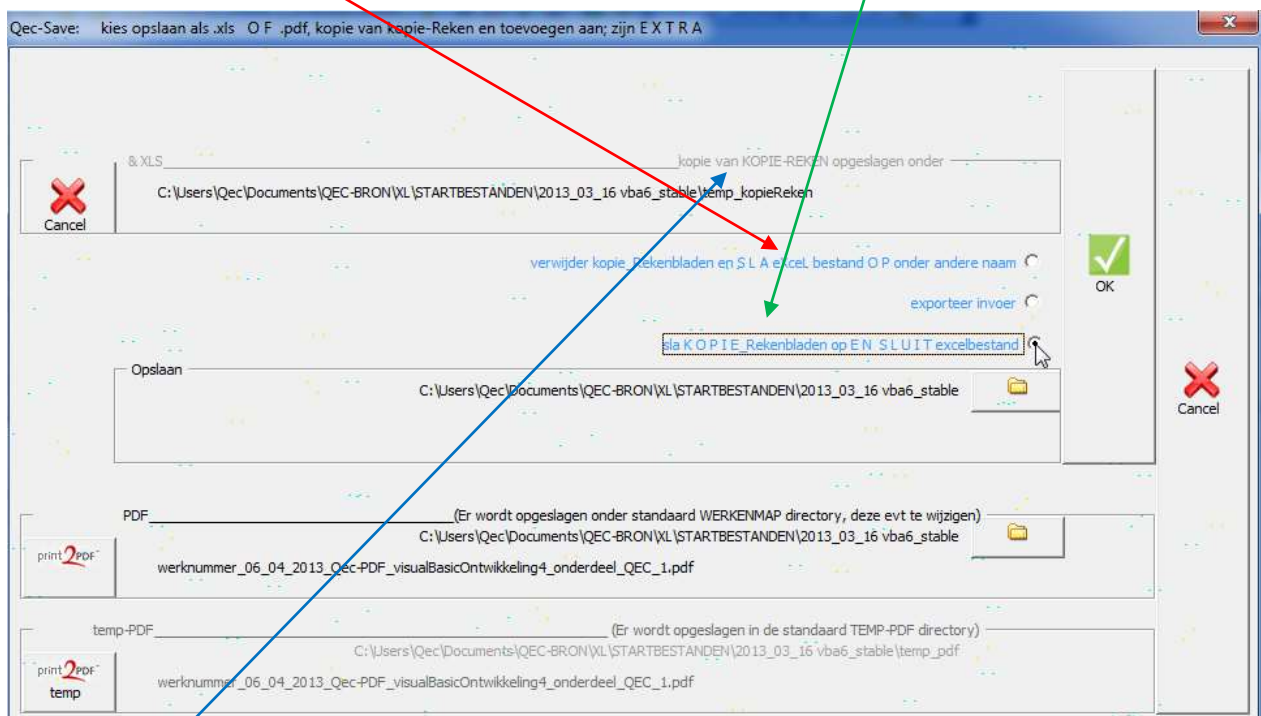 Qec-Save: kies opslaan als .xls O F .pdf, kopie van kopie-Reken en toevoegen aan; zijn E X T R A
& XLS kopie van KOPIE-REKEN opgeslagen onder
C:\Users\Qec\Documents\QEC-BRON\XL\STARTBESTANDEN\2013_03_16 vba6_stable\temp_kopieReken
Cancel
verwijder kopie_Rekenbladen en S L A eXceL bestand O P onder andere naam
OK
exporteer invoer
sla K O P I E_Rekenbladen op E N S L U I T excelbestand
Opslaan
C:\Users\Qec\Documents\QEC-BRON\XL\STARTBESTANDEN\2013_03_16 vba6_stable
Cancel
PDF (Er wordt opgeslagen onder standaard WERKENMAP directory, deze evt te wijzigen)
C:\Users\Qec\Documents\QEC-BRON\XL\STARTBESTANDEN\2013_03_16 vba6_stable
print2PDF
werknummer_06_04_2013_Qec-PDF_visualBasicOntwikkeling4_onderdeel_QEC_1.pdf
temp-PDF (Er wordt opgeslagen in de standaard TEMP-PDF directory)
C:\Users\Qec\Documents\QEC-BRON\XL\STARTBESTANDEN\2013_03_16 vba6_stable\temp_pdf
print2PDF
temp
werknummer_06_04_2013_Qec-PDF_visualBasicOntwikkeling4_onderdeel_QEC_1.pdf